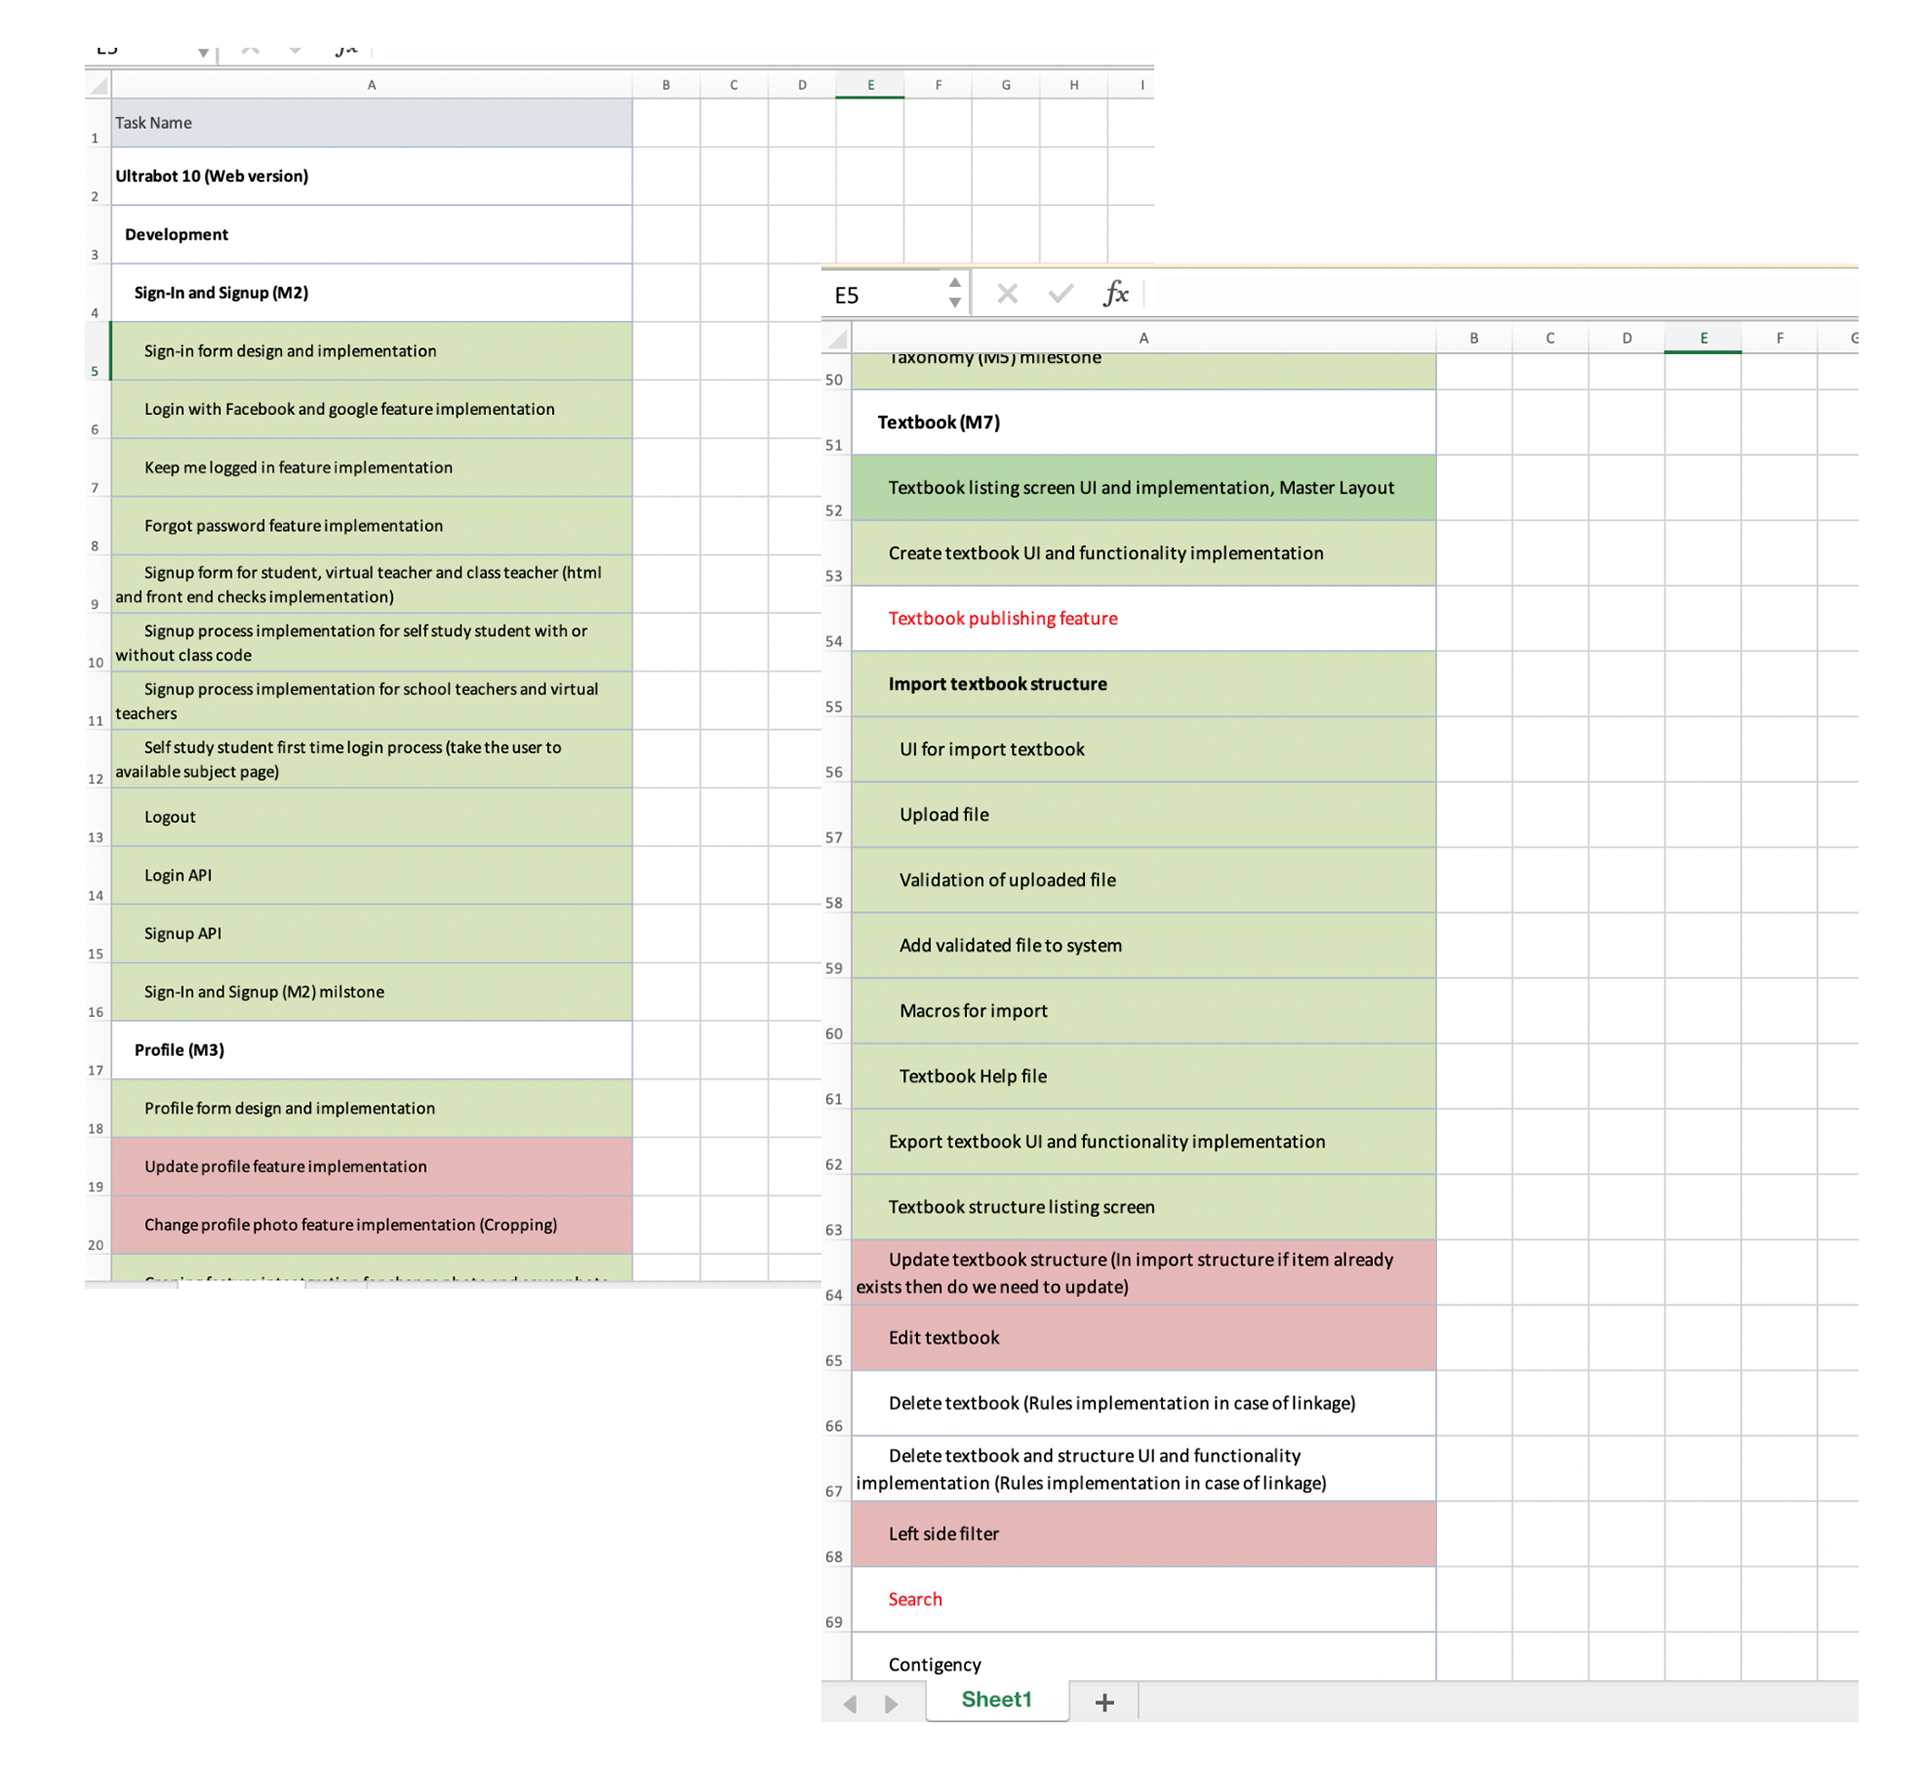 E5
fx
A B C D E F G H I
1 Task Name
2 Ultrabot 10 (Web version)
3 Development
4 Sign-In and Signup (M2)
5 Sign-in form design and implementation
6 Login with Facebook and google feature implementation
7 Keep me logged in feature implementation
8 Forgot password feature implementation
Signup form for student, virtual teacher and class teacher (html
9 and front end checks implementation)
Signup process implementation for self study student with or
10 without class code
Signup process implementation for school teachers and virtual
11 teachers
Self study student first time login process (take the user to
12 available subject page)
13 Logout
14 Login API
15 Signup API
16 Sign-In and Signup (M2) milstone
17 Profile (M3)
18 Profile form design and implementation
19 Update profile feature implementation
20 Change profile photo feature implementation (Cropping)
E5
fx
A B C D E F G
50 Taxonomy (M5) milestone
51 Textbook (M7)
52 Textbook listing screen UI and implementation, Master Layout
53 Create textbook UI and functionality implementation
54 Textbook publishing feature
55 Import textbook structure
56 UI for import textbook
57 Upload file
58 Validation of uploaded file
59 Add validated file to system
60 Macros for import
61 Textbook Help file
62 Export textbook UI and functionality implementation
63 Textbook structure listing screen
Update textbook structure (In import structure if item already
64 exists then do we need to update)
65 Edit textbook
66 Delete textbook (Rules implementation in case of linkage)
Delete textbook and structure UI and functionality
67 implementation (Rules implementation in case of linkage)
68 Left side filter
69 Search
Contigency
Sheet1